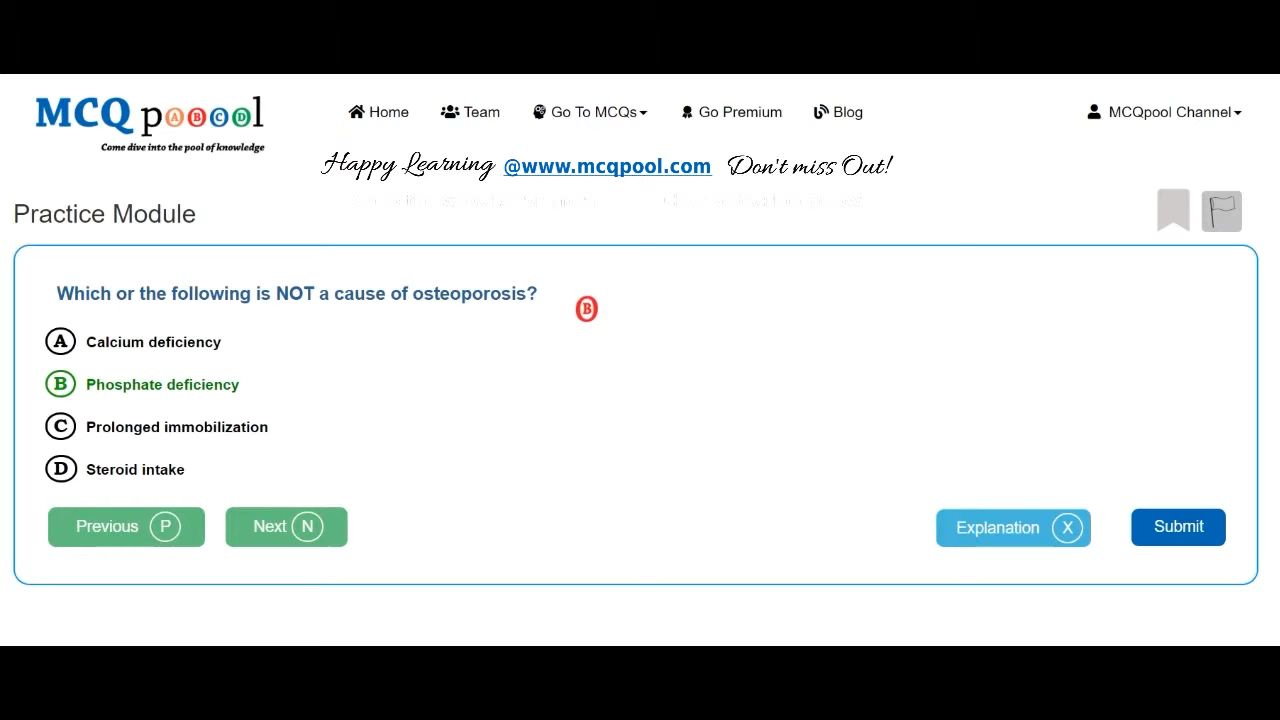 MCQ pABCDl
Come dive into the pool of knowledge
Home Team Go To MCQs Go Premium Blog MCQpool Channel
Happy Learning @www.mcqpool.com Don't miss Out!
Practice Module
Which or the following is NOT a cause of osteoporosis?
B
A Calcium deficiency
B Phosphate deficiency
C Prolonged immobilization
D Steroid intake
Previous P Next N Explanation X Submit